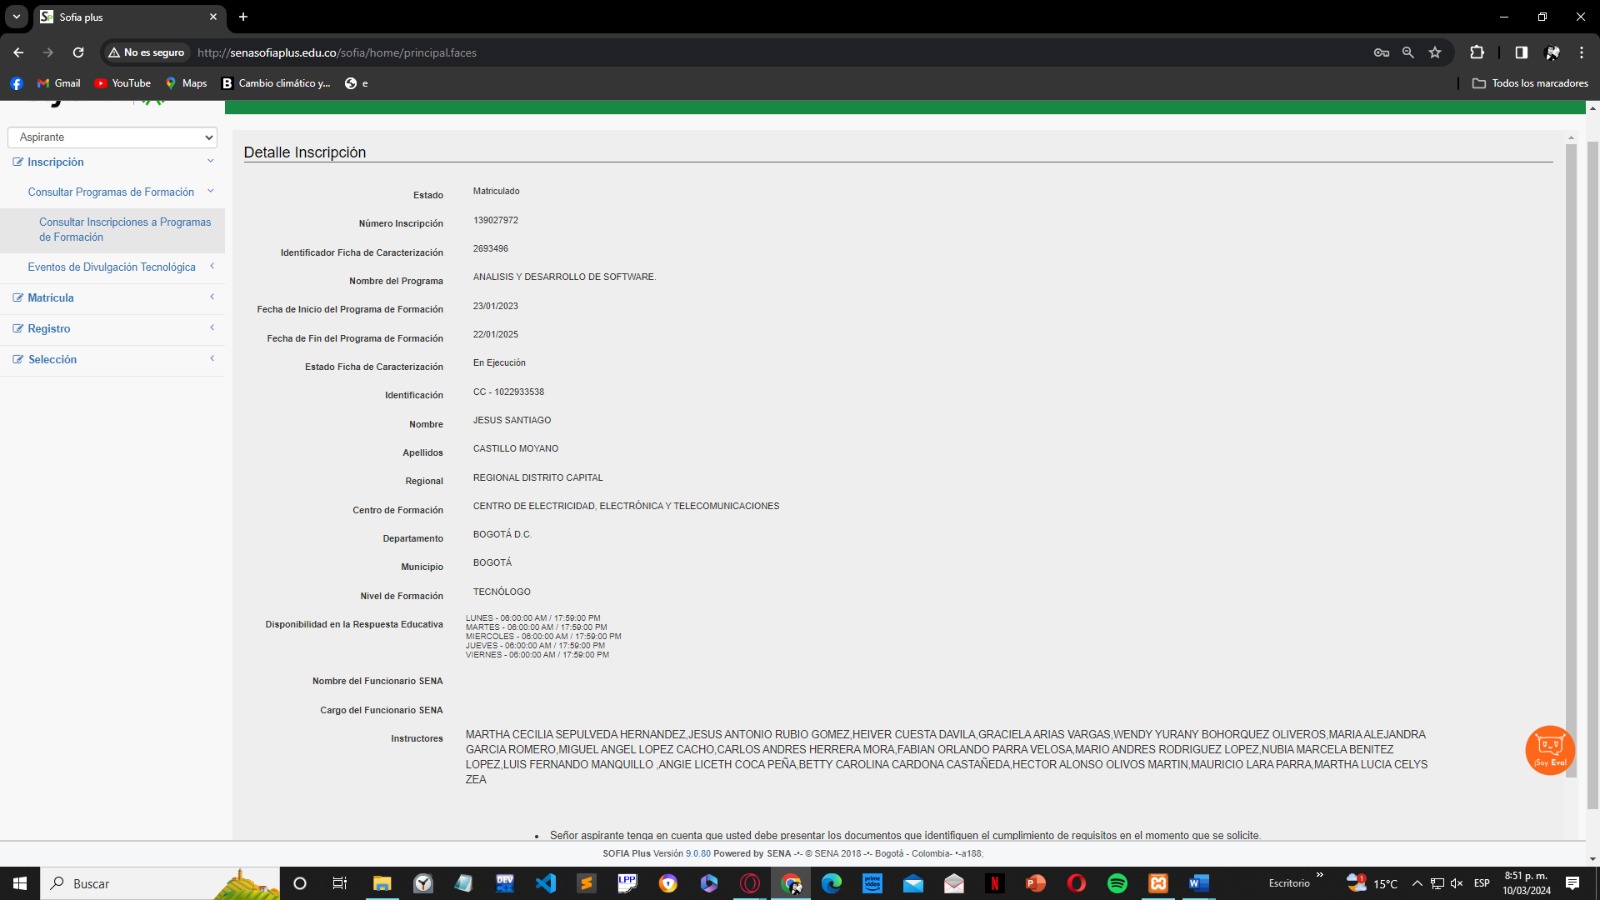 Sofia plus
No es seguro http://senasofiaplus.edu.co/sofia/home/principal.faces
Gmail YouTube Maps Cambio climático y... e Todos los marcadores
Aspirante
Inscripción
Consultar Programas de Formación
Consultar Inscripciones a Programas
de Formación
Eventos de Divulgación Tecnológica
Matricula
Registro
Selección
Detalle Inscripción
Estado Matriculado
Número Inscripción 139027972
Identificador Ficha de Caracterización 2693496
Nombre del Programa ANALISIS Y DESARROLLO DE SOFTWARE.
Fecha de Inicio del Programa de Formación 23/01/2023
Fecha de Fin del Programa de Formación 22/01/2025
Estado Ficha de Caracterización En Ejecución
Identificación CC - 1022933538
Nombre JESUS SANTIAGO
Apellidos CASTILLO MOYANO
Regional REGIONAL DISTRITO CAPITAL
Centro de Formación CENTRO DE ELECTRICIDAD, ELECTRÓNICA Y TELECOMUNICACIONES
Departamento BOGOTÁ D.C.
Municipio BOGOTÁ
Nivel de Formación TECNÓLOGO
Disponibilidad en la Respuesta Educativa LUNES - 06:00:00 AM / 17:59:00 PM
MARTES - 06:00:00 AM / 17:59:00 PM
MIERCOLES - 06:00:00 AM / 17:59:00 PM
JUEVES - 06:00:00 AM / 17:59:00 PM
VIERNES - 06:00:00 AM / 17:59:00 PM
Nombre del Funcionario SENA
Cargo del Funcionario SENA
Instructores MARTHA CECILIA SEPULVEDA HERNANDEZ,JESUS ANTONIO RUBIO GOMEZ,HEIVER CUESTA DAVILA,GRACIELA ARIAS VARGAS,WENDY YURANY BOHORQUEZ OLIVEROS,MARIA ALEJANDRA
GARCIA ROMERO,MIGUEL ANGEL LOPEZ CACHO,CARLOS ANDRES HERRERA MORA,FABIAN ORLANDO PARRA VELOSA,MARIO ANDRES RODRIGUEZ LOPEZ,NUBIA MARCELA BENITEZ
LOPEZ,LUIS FERNANDO MANQUILLO ,ANGIE LICETH COCA PEÑA,BETTY CAROLINA CARDONA CASTAÑEDA,HECTOR ALONSO OLIVOS MARTIN,MAURICIO LARA PARRA,MARTHA LUCIA CELYS
ZEA
¡Soy Evo!
• Señor aspirante tenga en cuenta que usted debe presentar los documentos que identifiquen el cumplimiento de requisitos en el momento que se solicite.
SOFIA Plus Versión 9.0.80 Powered by SENA -•- © SENA 2018 -•- Bogotá - Colombia- •-a188;
Buscar
Escritorio
15°C
ESP
8:51 p. m.
10/03/2024